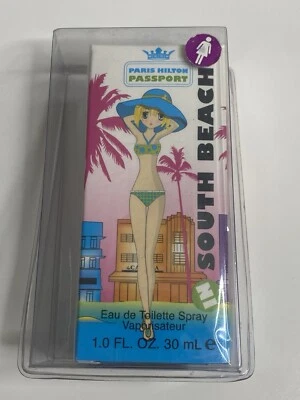 PARIS HILTON
PASSPORT
IN SOUTH BEACH
Eau de Toilette Spray
Vaporisateur
1.0 FL. OZ. 30 mL e